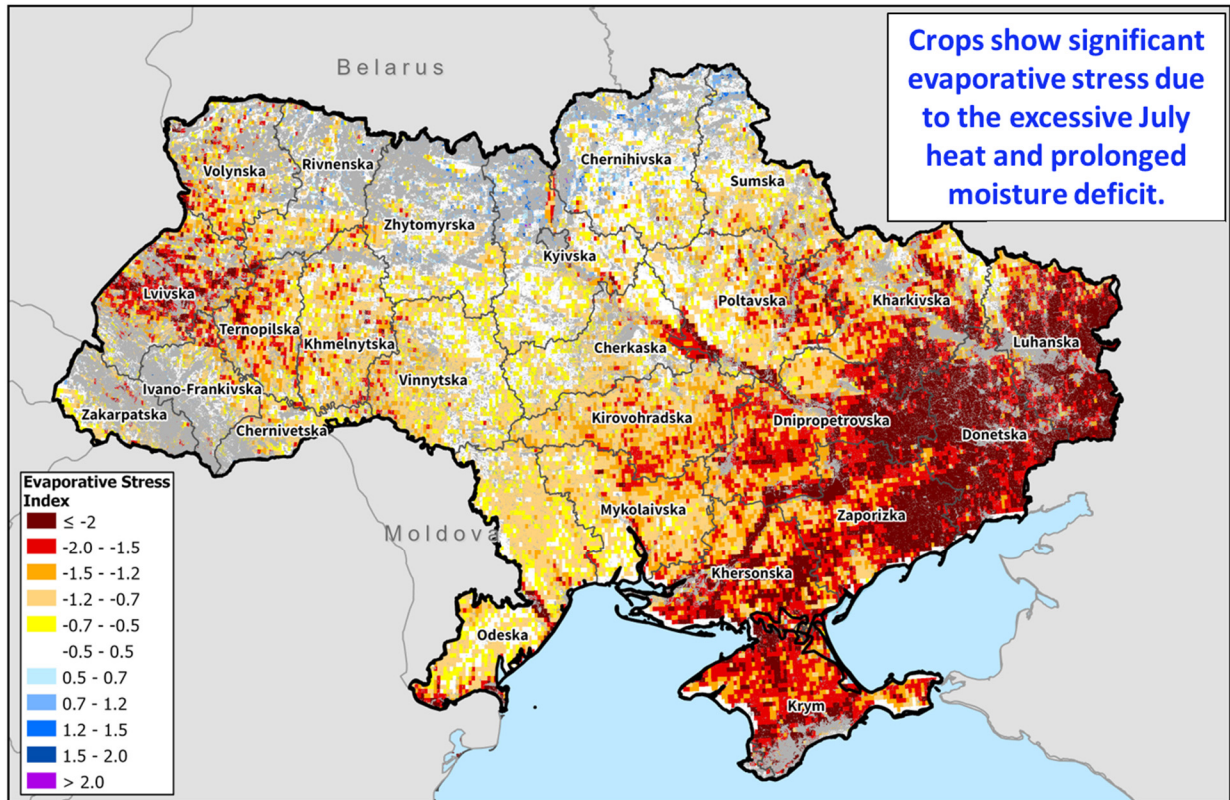 Crops show significant
evaporative stress due
to the excessive July
heat and prolonged
moisture deficit.
Belarus
Chernihivska
Rivnenska
Volynska
Sumska
Zhytomyrska
Kyivska
Lvivska
Poltavska
Kharkivska
Ternopilska
Khmelnytska
Cherkaska
Luhanska
Vinnytska
Ivano-Frankivska
Zakarpatska
Chernivetska
Kirovohradska
Dnipropetrovska
Donetska
Mykolaivska
Zaporizka
Moldova
Khersonska
Odeska
Krym
Evaporative Stress
Index
≤ -2
-2.0 - -1.5
-1.5 - -1.2
-1.2 - -0.7
-0.7 - -0.5
-0.5 - 0.5
0.5 - 0.7
0.7 - 1.2
1.2 - 1.5
1.5 - 2.0
> 2.0